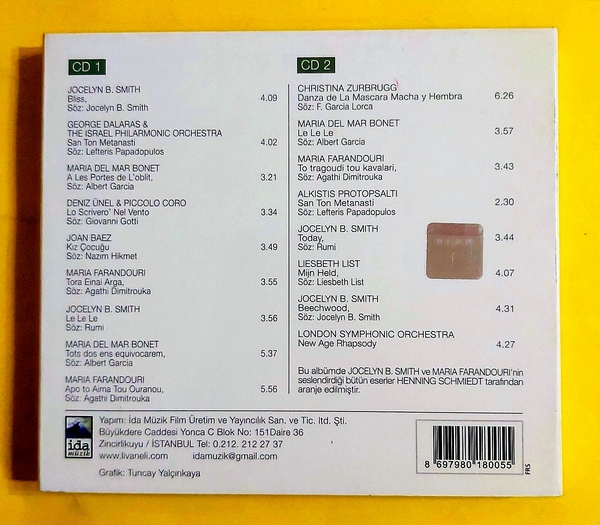 CD 1
JOCELYN B. SMITH
Bliss, 4.09
Söz: Jocelyn B. Smith
GEORGE DALARAS &
THE ISRAEL PHILARMONIC ORCHESTRA
San Ton Metanasti 4.02
Söz: Lefteris Papadopulos
MARIA DEL MAR BONET
A Les Portes de L'oblit, 3.21
Söz: Albert Garcia
DENİZ ÜNEL & PICCOLO CORO
Lo Scrivero' Nel Vento 3.34
Söz: Giovanni Gotti
JOAN BAEZ
Kız Çocuğu 3.49
Söz: Nazım Hikmet
MARIA FARANDOURI
Tora Einai Arga, 3.55
Söz: Agathi Dimitrouka
JOCELYN B. SMITH
Le Le Le 3.56
Söz: Rumi
MARIA DEL MAR BONET
Tots dos ens equivocarem, 5.37
Söz: Albert Garcia
MARIA FARANDOURI
Apo to Aima Tou Ouranou, 5.56
Söz: Agathi Dimitrouka
CD 2
CHRISTINA ZURBRUGG
Danza de La Mascara Macha y Hembra 6.26
Söz: F. Garcia Lorca
MARIA DEL MAR BONET
Le Le Le 3.57
Söz: Albert Garcia
MARIA FARANDOURI
To tragoudi tou kavalari, 3.43
Söz: Agathi Dimitrouka
ALKISTIS PROTOPSALTI
San Ton Metanasti 2.30
Söz: Lefteris Papadopulos
JOCELYN B. SMITH
Today, 3.44
Söz: Rumi
LIESBETH LIST
Mijn Held, 4.07
Söz: Liesbeth List
JOCELYN B. SMITH
Beechwood, 4.31
Söz: Jocelyn B. Smith
LONDON SYMPHONIC ORCHESTRA
New Age Rhapsody 4.27
Bu albümde JOCELYN B. SMITH ve MARIA FARANDOURI'nin
seslendirdiği bütün eserler HENNING SCHMIEDT tarafından
aranje edilmiştir.
ida
müzik
Yapım: İda Müzik Film Üretim ve Yayıncılık San. ve Tic. ltd. Şti.
Büyükdere Caddesi Yonca C Blok No: 151Daire 36
Zincirlikuyu / İSTANBUL Tel: 0.212. 212 27 37
www.livaneli.com idamuzik@gmail.com
Grafik: Tuncay Yalçınkaya
8 697980 180055
FRS